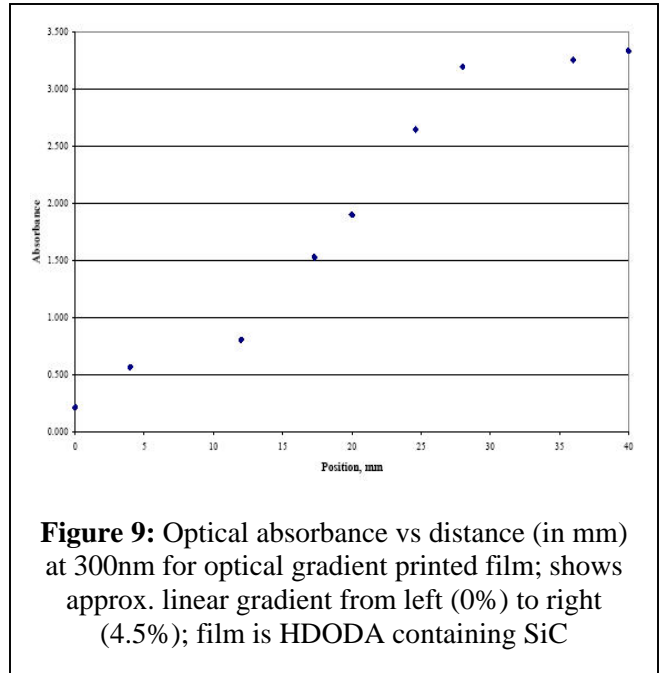 3.500
3.000
2.500
2.000
1.500
1.000
0.500
0.000
Absorbance
0 5 10 15 20 25 30 35 40
Position, mm
Figure 9: Optical absorbance vs distance (in mm)
at 300nm for optical gradient printed film; shows
approx. linear gradient from left (0%) to right
(4.5%); film is HDODA containing SiC